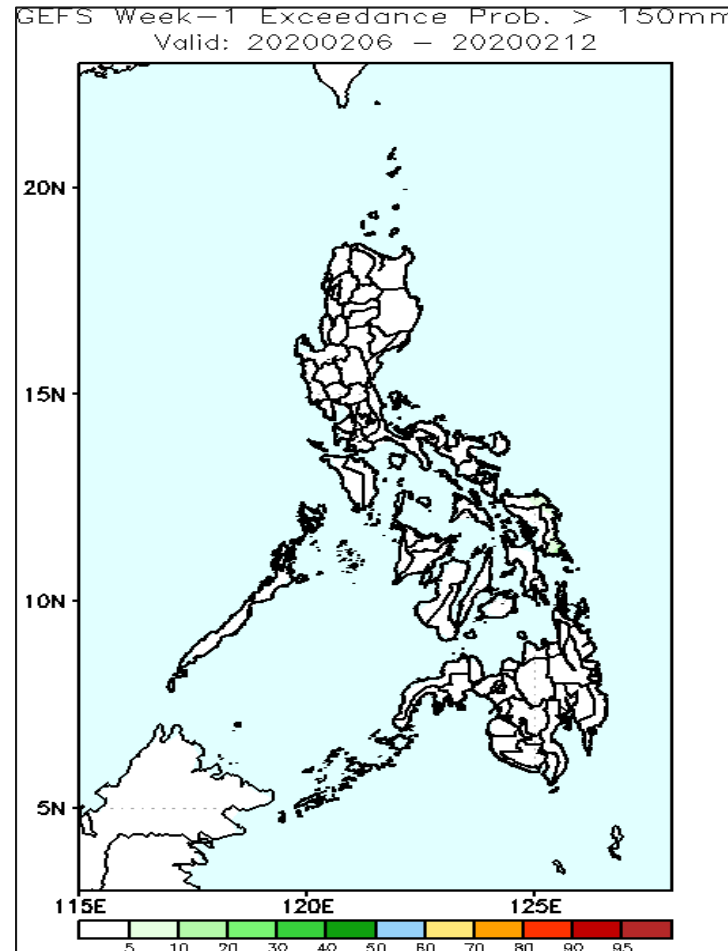 GEFS Week-1 Exceedance Prob. > 150mm
Valid: 20200206 - 20200212
20N
15N
10N
5N
115E 120E 125E
5 10 20 30 40 50 60 70 80 90 95